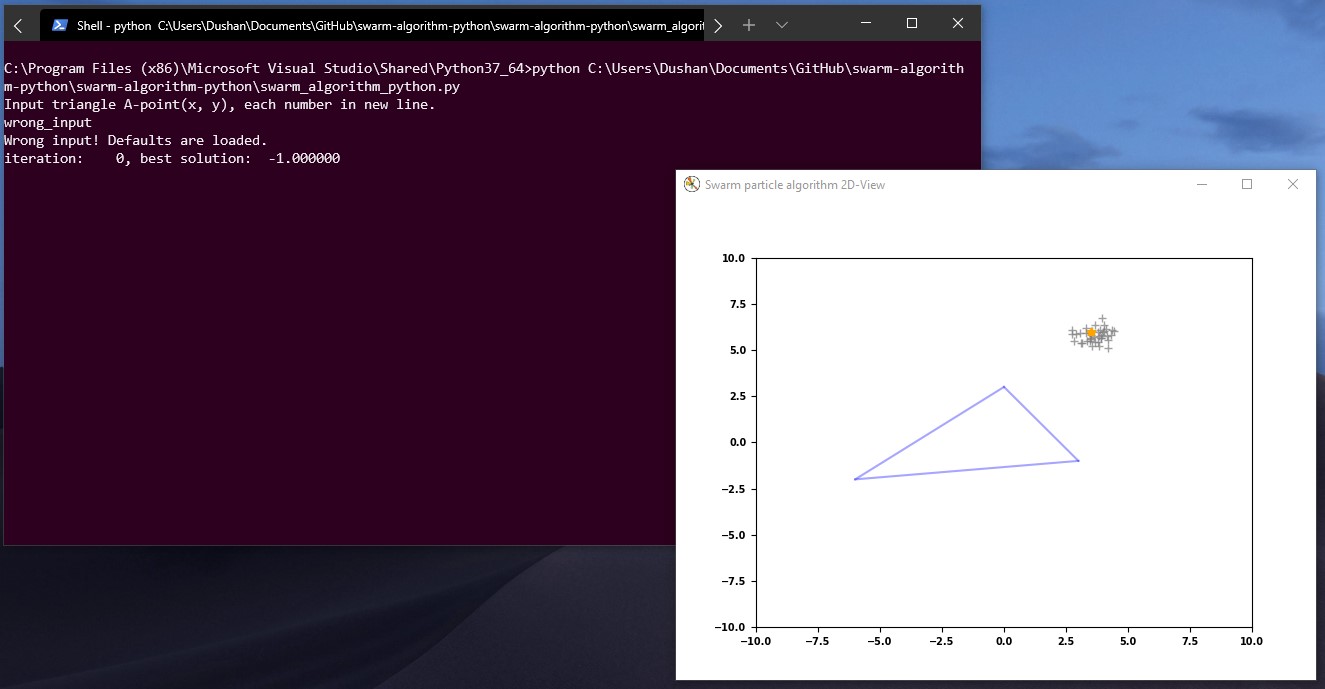 Shell - python  C:\Users\Dushan\Documents\GitHub\swarm-algorithm-python\swarm-algorithm-python\swarm_algorit
C:\Program Files (x86)\Microsoft Visual Studio\Shared\Python37_64>python C:\Users\Dushan\Documents\GitHub\swarm-algorith
m-python\swarm-algorithm-python\swarm_algorithm_python.py
Input triangle A-point(x, y), each number in new line.
wrong_input
Wrong input! Defaults are loaded.
iteration:    0, best solution:  -1.000000
Swarm particle algorithm 2D-View
10.0
7.5
5.0
2.5
0.0
−2.5
−5.0
−7.5
−10.0
−10.0 −7.5 −5.0 −2.5 0.0 2.5 5.0 7.5 10.0